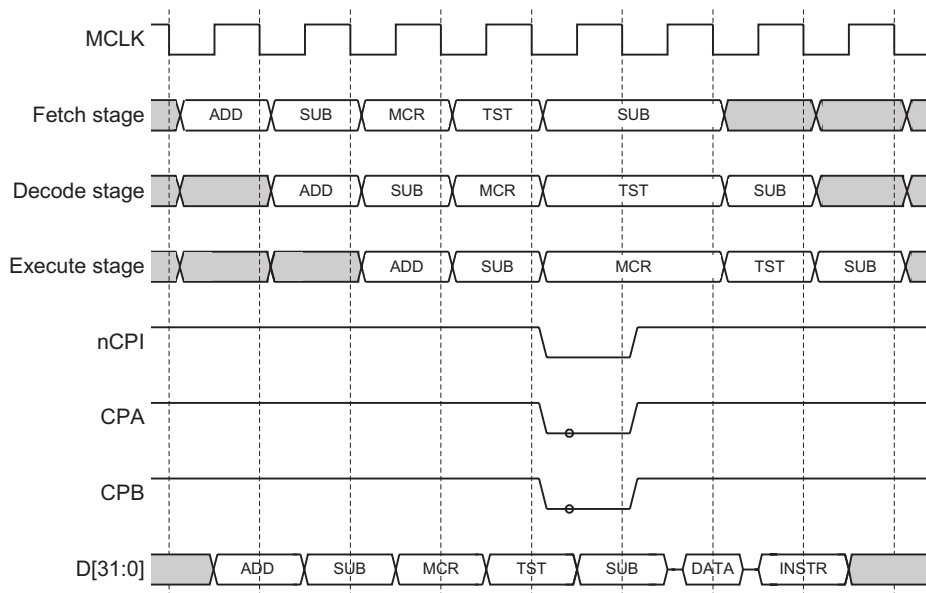 MCLK
Fetch stage ADD SUB MCR TST SUB
Decode stage ADD SUB MCR TST SUB
Execute stage ADD SUB MCR TST SUB
nCPI
CPA
CPB
D[31:0] ADD SUB MCR TST SUB DATA INSTR